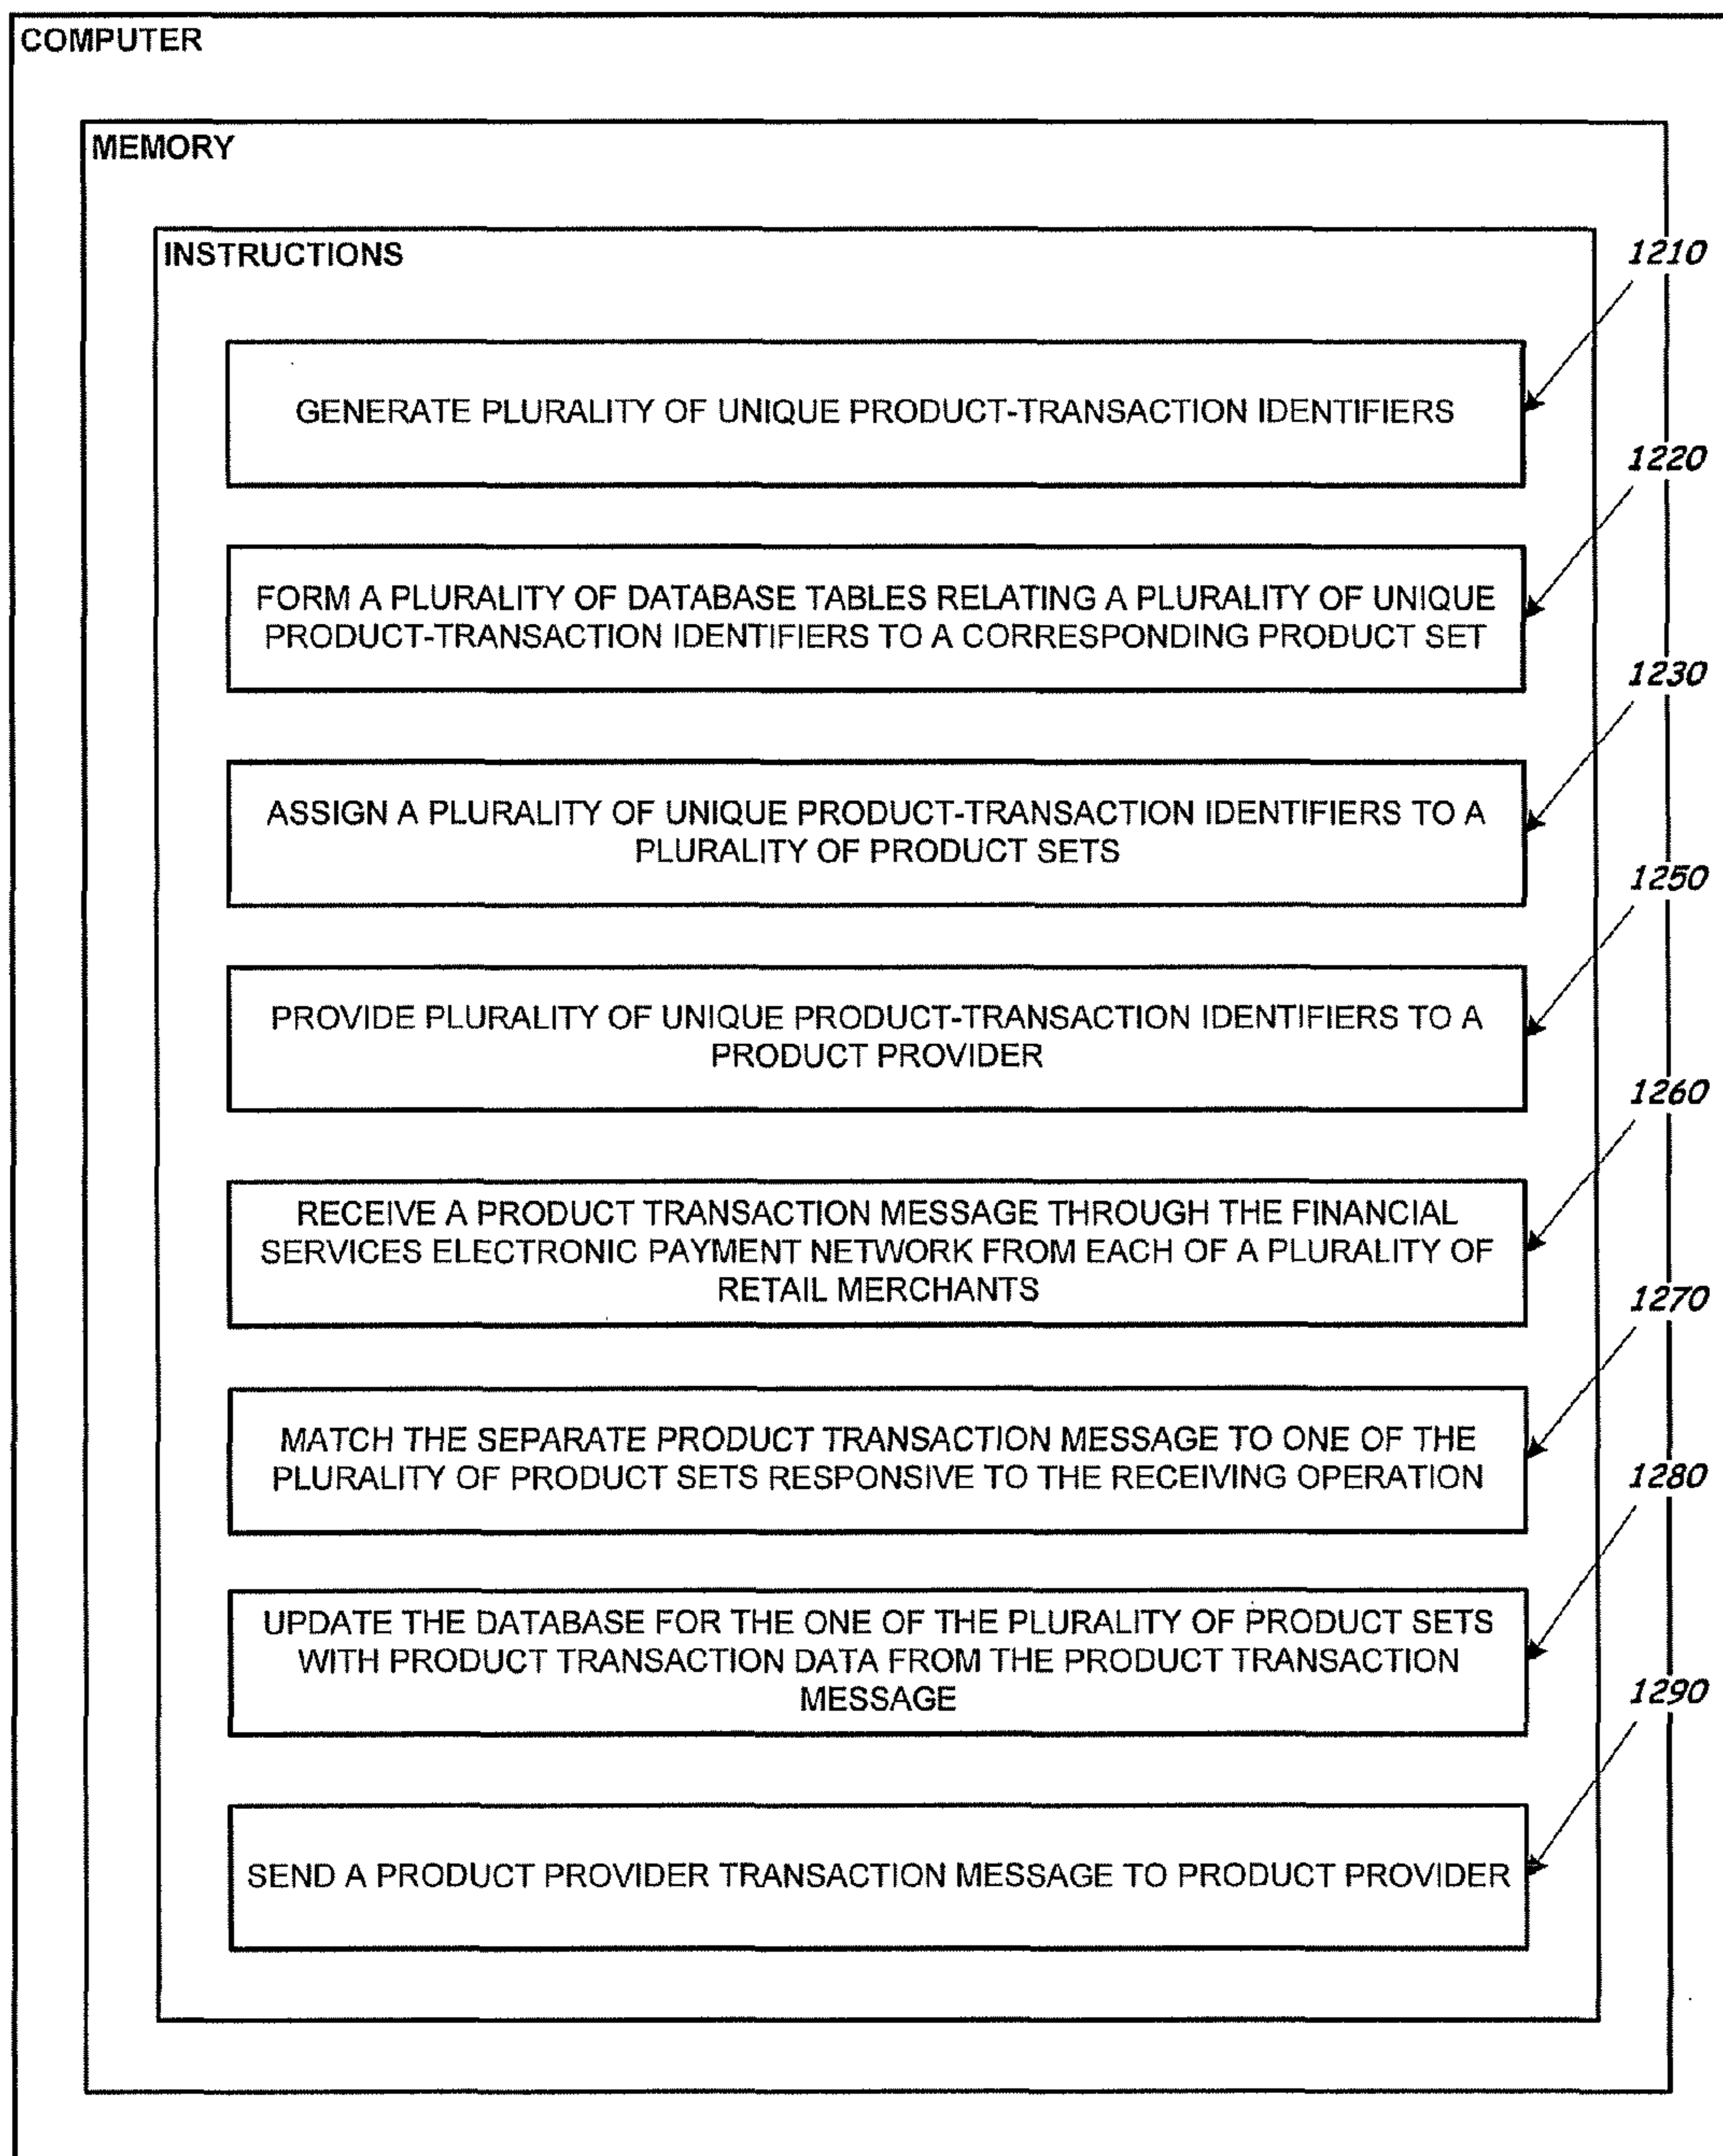 COMPUTER
MEMORY
INSTRUCTIONS
1210
GENERATE PLURALITY OF UNIQUE PRODUCT-TRANSACTION IDENTIFIERS
1220
FORM A PLURALITY OF DATABASE TABLES RELATING A PLURALITY OF UNIQUE
PRODUCT-TRANSACTION IDENTIFIERS TO A CORRESPONDING PRODUCT SET
1230
ASSIGN A PLURALITY OF UNIQUE PRODUCT-TRANSACTION IDENTIFIERS TO A
PLURALITY OF PRODUCT SETS
1250
PROVIDE PLURALITY OF UNIQUE PRODUCT-TRANSACTION IDENTIFIERS TO A
PRODUCT PROVIDER
1260
RECEIVE A PRODUCT TRANSACTION MESSAGE THROUGH THE FINANCIAL
SERVICES ELECTRONIC PAYMENT NETWORK FROM EACH OF A PLURALITY OF
RETAIL MERCHANTS
1270
MATCH THE SEPARATE PRODUCT TRANSACTION MESSAGE TO ONE OF THE
PLURALITY OF PRODUCT SETS RESPONSIVE TO THE RECEIVING OPERATION
1280
UPDATE THE DATABASE FOR THE ONE OF THE PLURALITY OF PRODUCT SETS
WITH PRODUCT TRANSACTION DATA FROM THE PRODUCT TRANSACTION
MESSAGE
1290
SEND A PRODUCT PROVIDER TRANSACTION MESSAGE TO PRODUCT PROVIDER